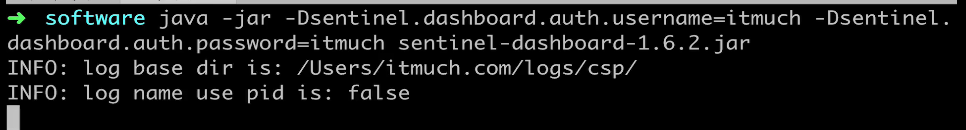 ➜ software java -jar -Dsentinel.dashboard.auth.username=itmuch -Dsentinel.
dashboard.auth.password=itmuch sentinel-dashboard-1.6.2.jar
INFO: log base dir is: /Users/itmuch.com/logs/csp/
INFO: log name use pid is: false